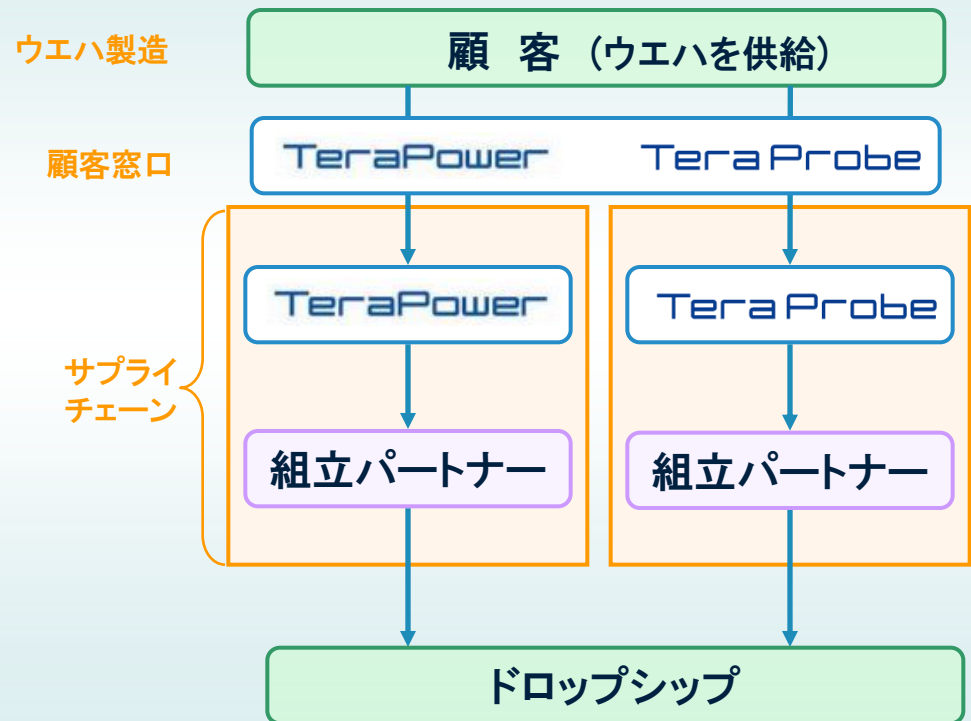 ウエハ製造
顧 客 (ウエハを供給)
顧客窓口
TeraPower
Tera Probe
TeraPower
Tera Probe
サプライ
チェーン
組立パートナー
組立パートナー
ドロップシップ